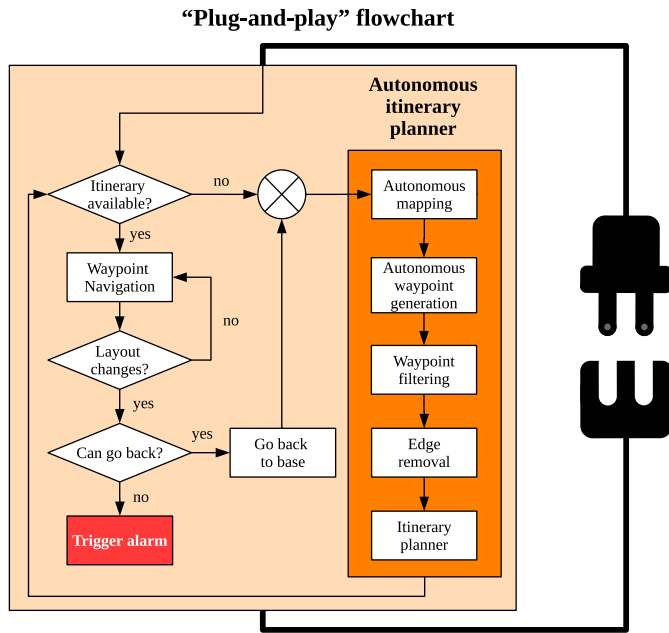 “Plug-and-play” flowchart
Autonomous
itinerary
planner
Itinerary
available?
no
yes
Waypoint
Navigation
no
Layout
changes?
yes
Can go back?
yes
Go back
to base
no
Trigger alarm
Autonomous
mapping
Autonomous
waypoint
generation
Waypoint
filtering
Edge
removal
Itinerary
planner